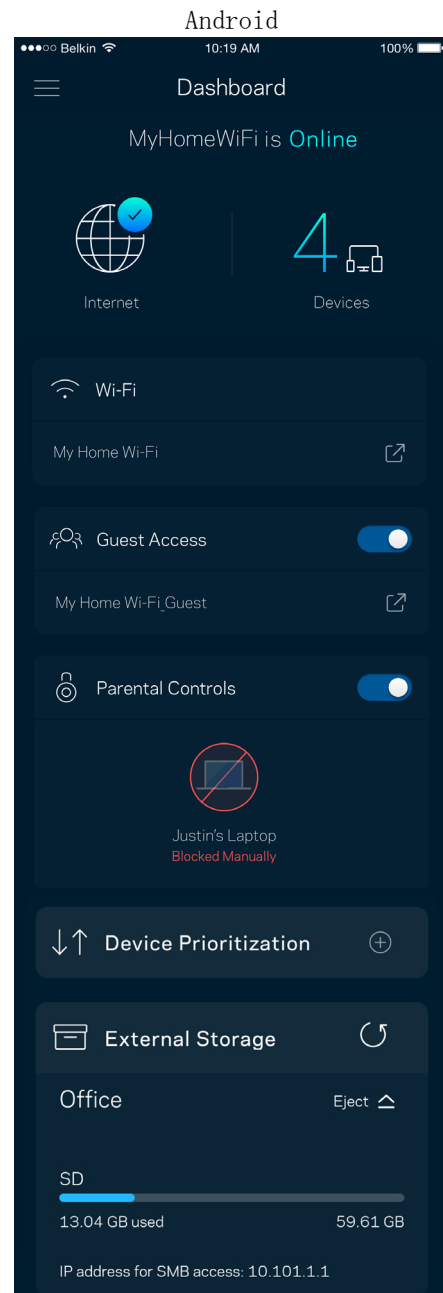 Android
Belkin 10:19 AM 100%
Dashboard
MyHomeWiFi is Online
4
Internet Devices
Wi-Fi
My Home Wi-Fi
Guest Access
My Home Wi-Fi_Guest
Parental Controls
Justin's Laptop
Blocked Manually
Device Prioritization
External Storage
Office Eject
SD
13.04 GB used 59.61 GB
IP address for SMB access: 10.101.1.1